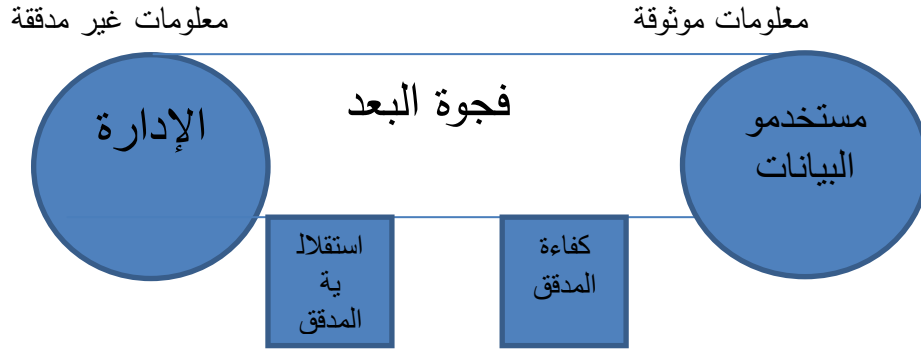 معلومات موثوقة
معلومات غير مدققة
مستخدمو
البيانات
فجوة البعد
الإدارة
كفاءة
المدقق
استقلال
ية
المدقق